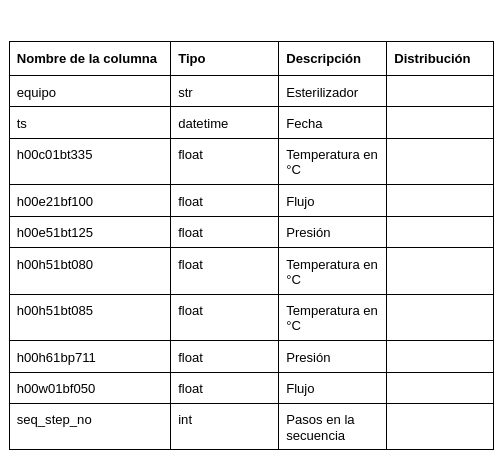 Nombre de la columna Tipo Descripción Distribución
equipo str Esterilizador
ts datetime Fecha
h00c01bt335 float Temperatura en
°C
h00e21bf100 float Flujo
h00e51bt125 float Presión
h00h51bt080 float Temperatura en
°C
h00h51bt085 float Temperatura en
°C
h00h61bp711 float Presión
h00w01bf050 float Flujo
seq_step_no int Pasos en la
secuencia